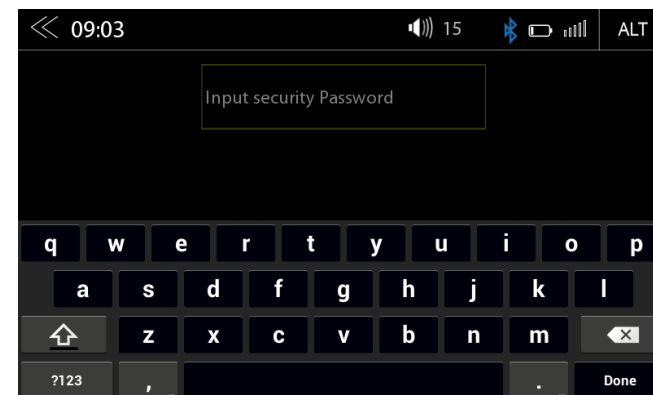 09:03 15 ALT
Input security Password
q w e r t y u i o p
a s d f g h j k l
z x c v b n m
?123 , . Done